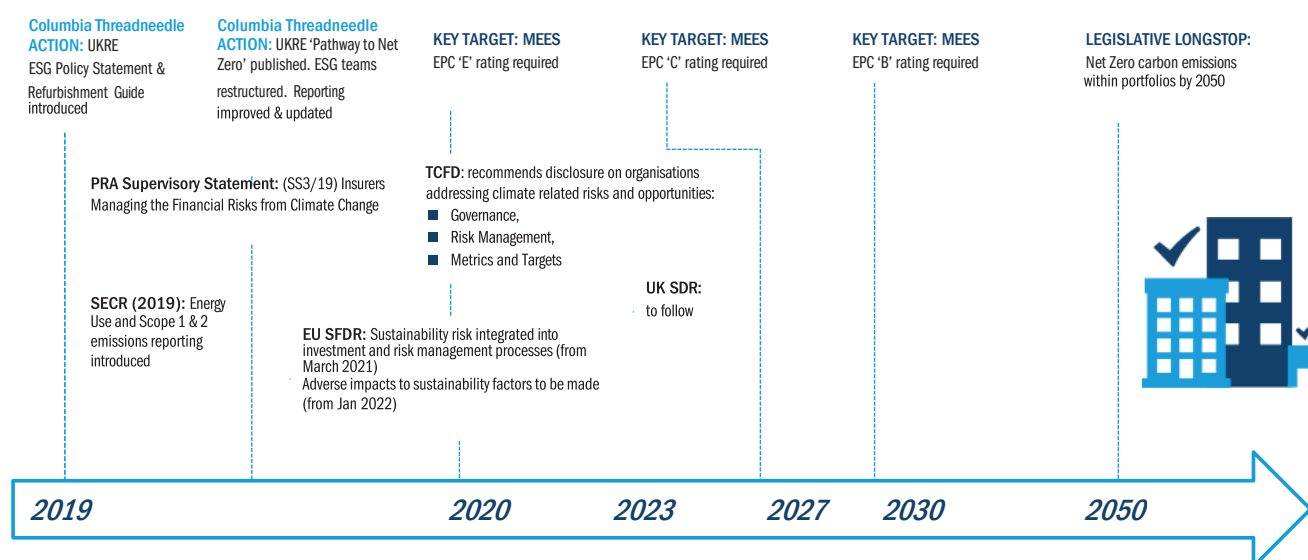 Columbia Threadneedle
ACTION: UKRE
ESG Policy Statement &
Refurbishment Guide
introduced
Columbia Threadneedle
ACTION: UKRE ‘Pathway to Net
Zero’ published. ESG teams
restructured. Reporting
improved & updated
KEY TARGET: MEES
EPC ‘E’ rating required
KEY TARGET: MEES
EPC ‘C’ rating required
KEY TARGET: MEES
EPC ‘B’ rating required
LEGISLATIVE LONGSTOP:
Net Zero carbon emissions
within portfolios by 2050
PRA Supervisory Statement: (SS3/19) Insurers
Managing the Financial Risks from Climate Change
TCFD: recommends disclosure on organisations
addressing climate related risks and opportunities:
Governance,
Risk Management,
Metrics and Targets
SECR (2019): Energy
Use and Scope 1 & 2
emissions reporting
introduced
UK SDR:
to follow
EU SFDR: Sustainability risk integrated into
investment and risk management processes (from
March 2021)
Adverse impacts to sustainability factors to be made
(from Jan 2022)
2019
2020
2023
2027
2030
2050